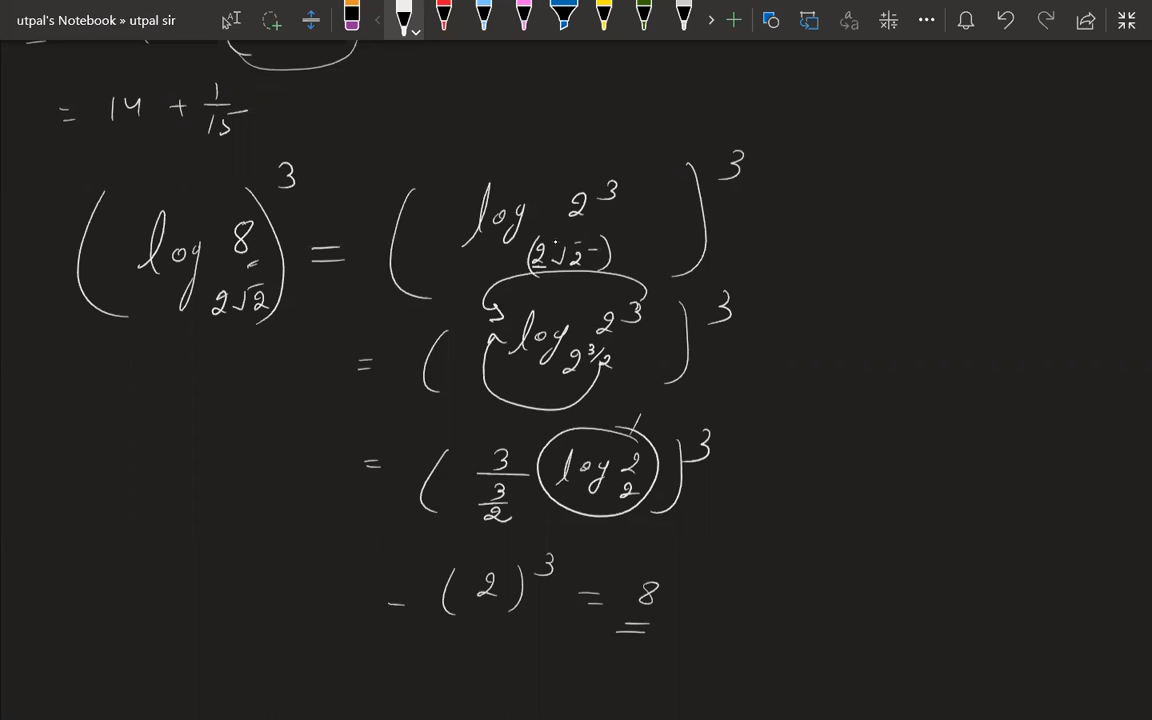 utpal's Notebook » utpal sir
= 14 + 1/15
( log_{2√2} 8 )^3 = ( log_{(2√2)} 2^3 )^3
= ( log_{2^{3/2}} 2^3 )^3
= ( 3/(3/2) log_2 2 )^3
- ( 2 )^3 = 8